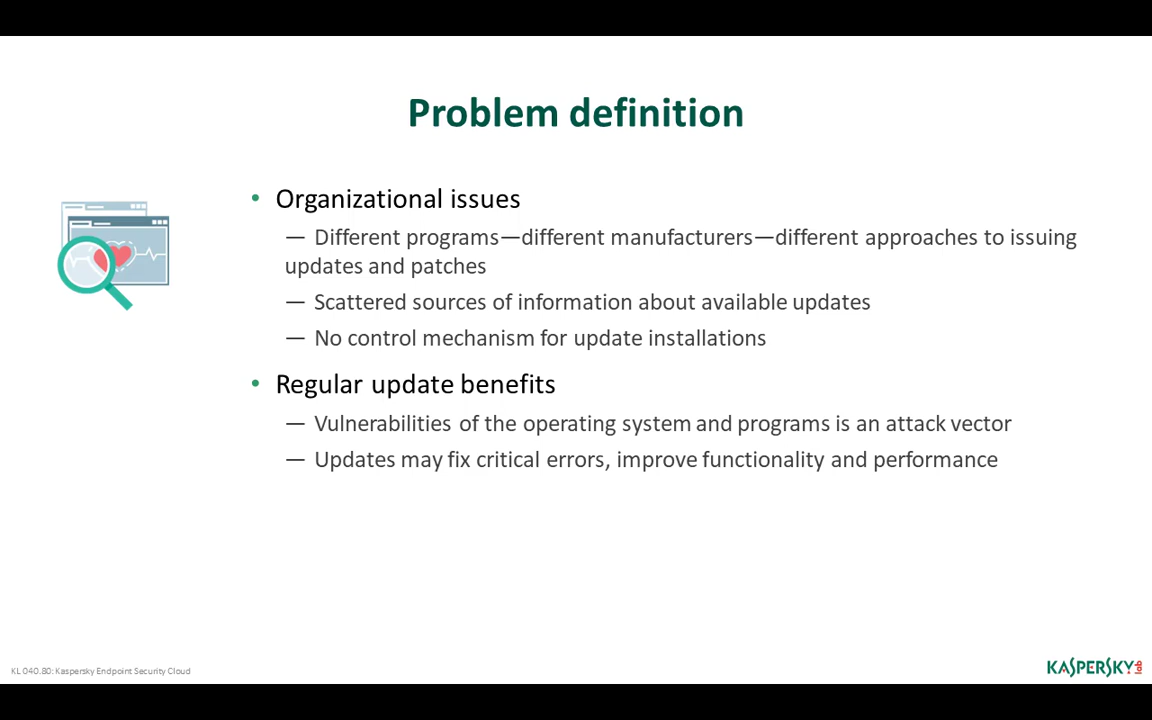 Problem definition
• Organizational issues
— Different programs—different manufacturers—different approaches to issuing
updates and patches
— Scattered sources of information about available updates
— No control mechanism for update installations
• Regular update benefits
— Vulnerabilities of the operating system and programs is an attack vector
— Updates may fix critical errors, improve functionality and performance
KL 040.80: Kaspersky Endpoint Security Cloud
KASPERSKY lab